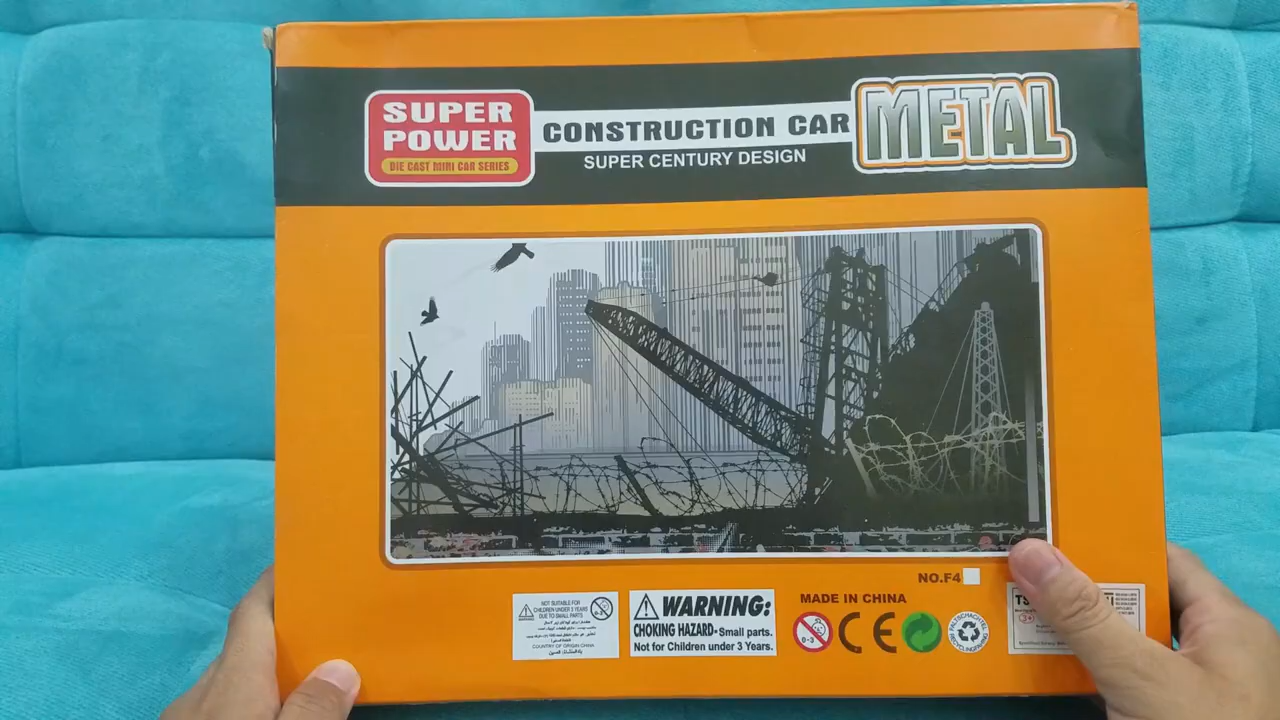 SUPER
POWER
DIE CAST MINI CAR SERIES
CONSTRUCTION CAR
SUPER CENTURY DESIGN
METAL
NO.F4
NOT SUITABLE FOR
CHILDREN UNDER 3 YEARS
DUE TO SMALL PARTS
WARNING
COUNTRY OF ORIGIN CHINA
WARNING:
CHOKING HAZARD-Small parts.
Not for Children under 3 Years.
MADE IN CHINA
0-3
CE
3+